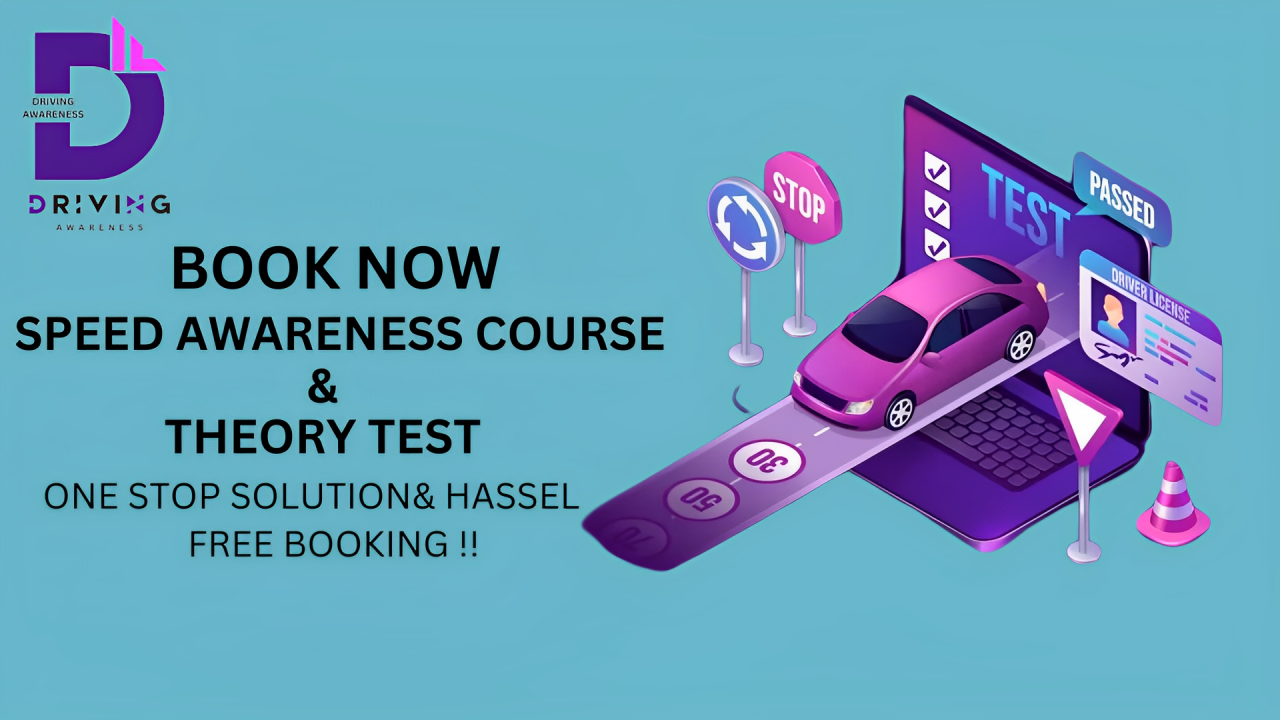 DRIVING
AWARENESS
DRIVING
AWARENESS
BOOK NOW
SPEED AWARENESS COURSE
&
THEORY TEST
ONE STOP SOLUTION& HASSEL
FREE BOOKING !!
STOP
TEST
PASSED
DRIVER LICENSE
30
50
70